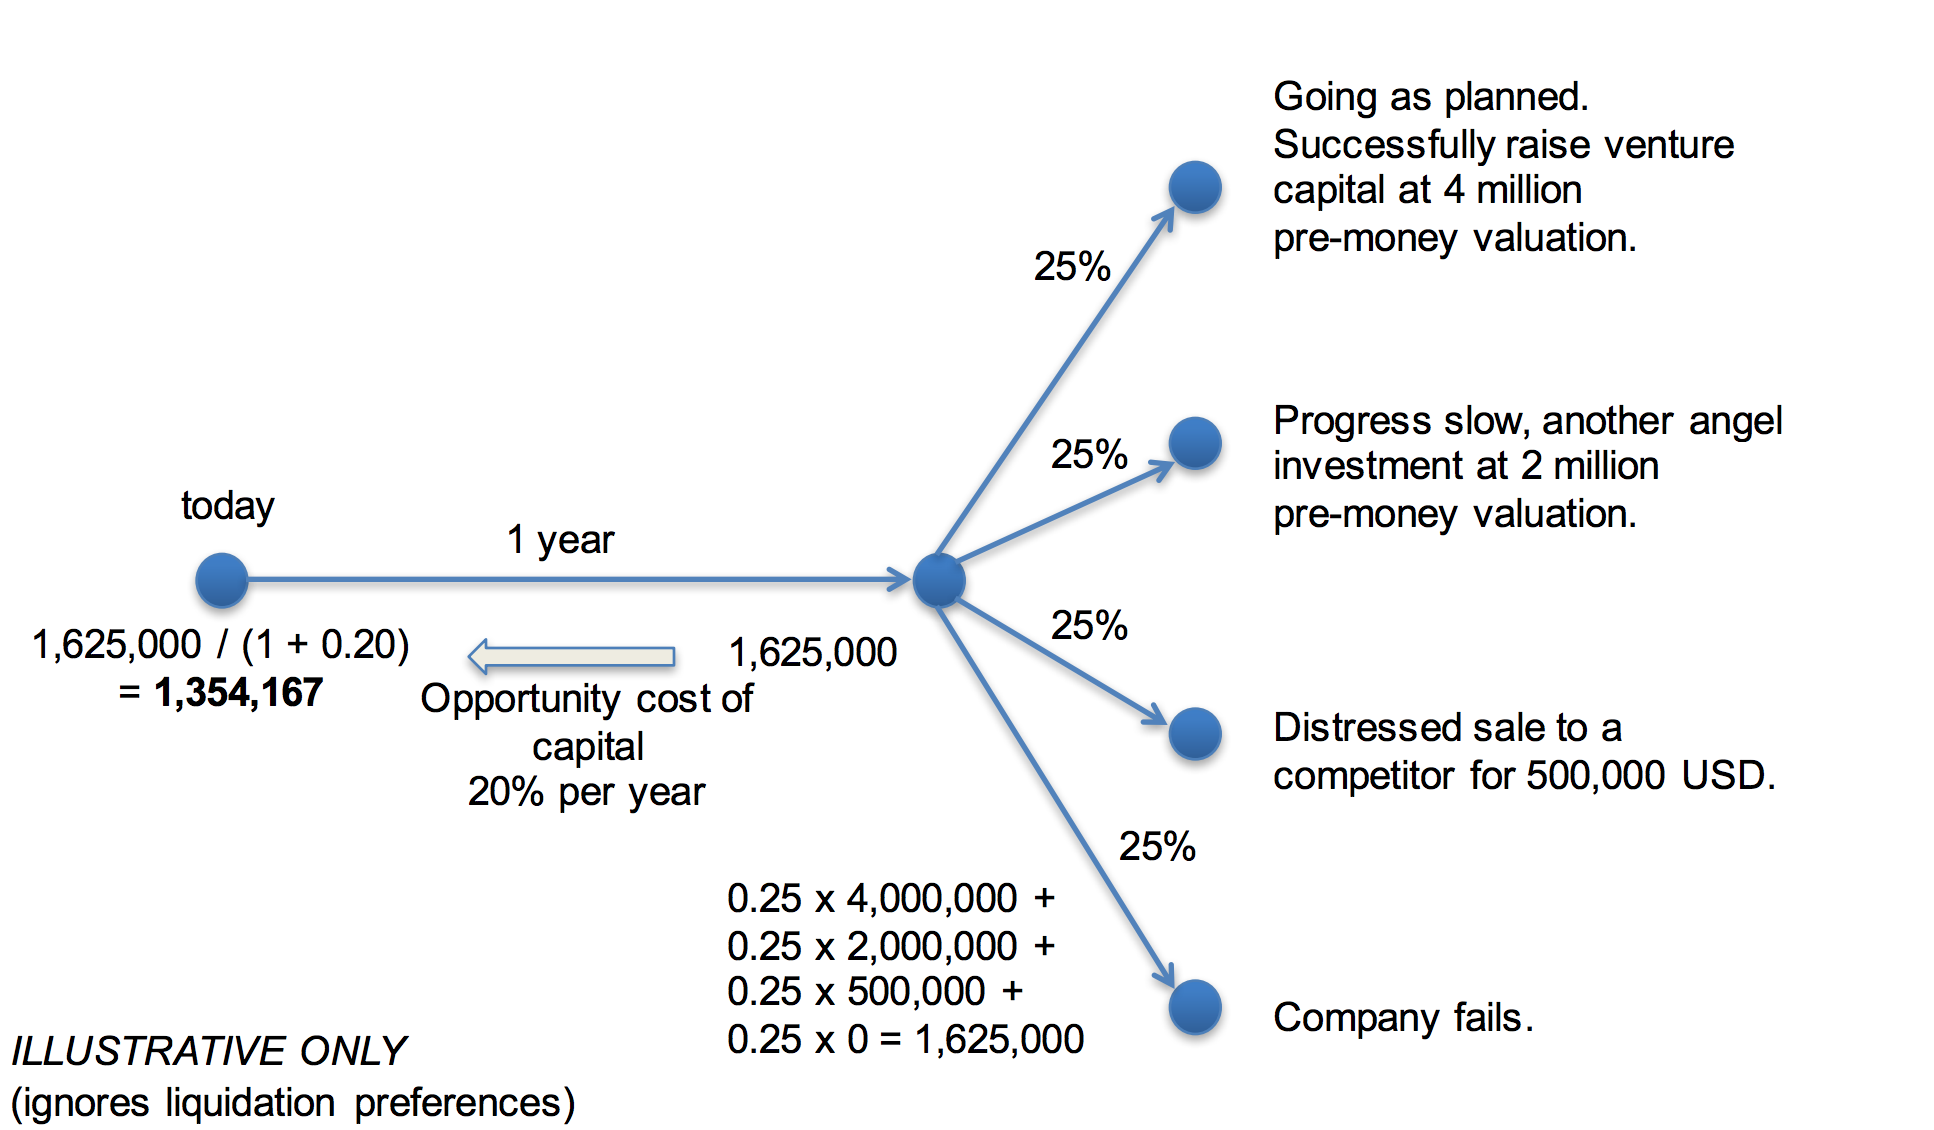 Going as planned.
Successfully raise venture
capital at 4 million
pre-money valuation.
25%
Progress slow, another angel
investment at 2 million
pre-money valuation.
25%
today
1 year
1,625,000 / (1 + 0.20)
= 1,354,167
1,625,000
Opportunity cost of
capital
20% per year
25%
Distressed sale to a
competitor for 500,000 USD.
25%
0.25 x 4,000,000 +
0.25 x 2,000,000 +
0.25 x 500,000 +
0.25 x 0 = 1,625,000
Company fails.
ILLUSTRATIVE ONLY
(ignores liquidation preferences)